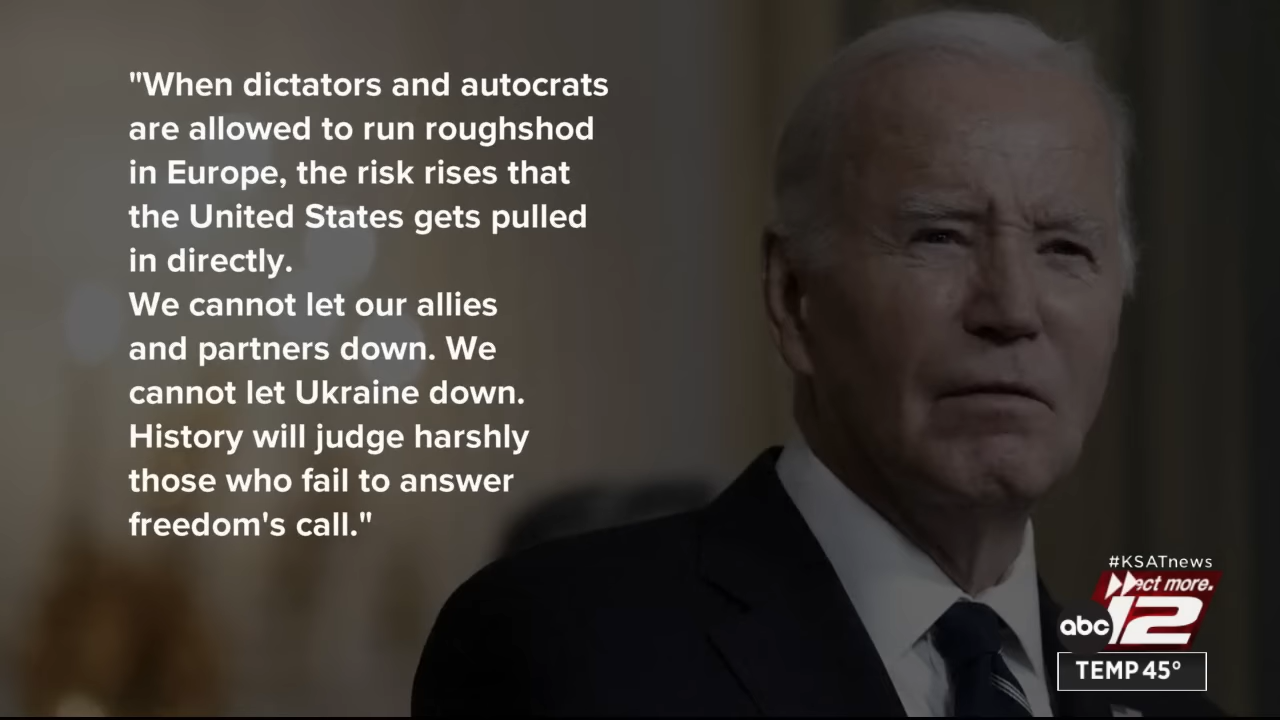 "When dictators and autocrats
are allowed to run roughshod
in Europe, the risk rises that
the United States gets pulled
in directly.
We cannot let our allies
and partners down. We
cannot let Ukraine down.
History will judge harshly
those who fail to answer
freedom's call."
#KSATnews
ect more.
abc 12
TEMP 45°